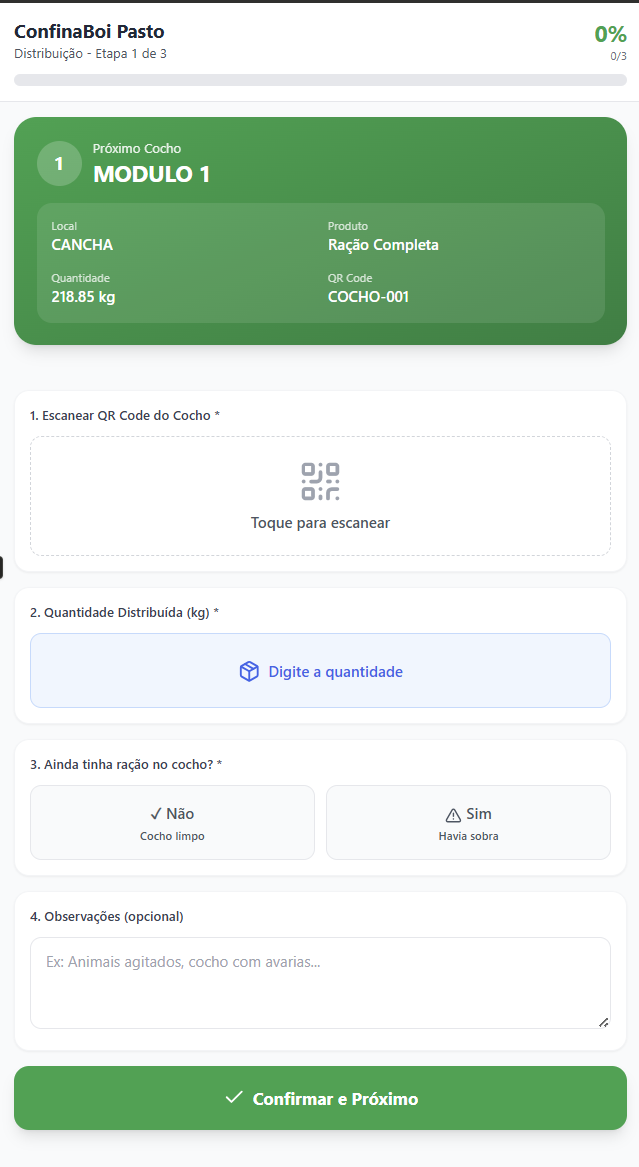 ConfinaBoi Pasto
0%
Distribuição - Etapa 1 de 3
0/3
1
Próximo Cocho
MODULO 1
Local
Produto
CANCHA
Ração Completa
Quantidade
QR Code
218.85 kg
COCHO-001
1. Escanear QR Code do Cocho *
Toque para escanear
2. Quantidade Distribuída (kg) *
Digite a quantidade
3. Ainda tinha ração no cocho? *
✓ Não
Sim
Cocho limpo
Havia sobra
4. Observações (opcional)
Ex: Animais agitados, cocho com avarias...
Confirmar e Próximo